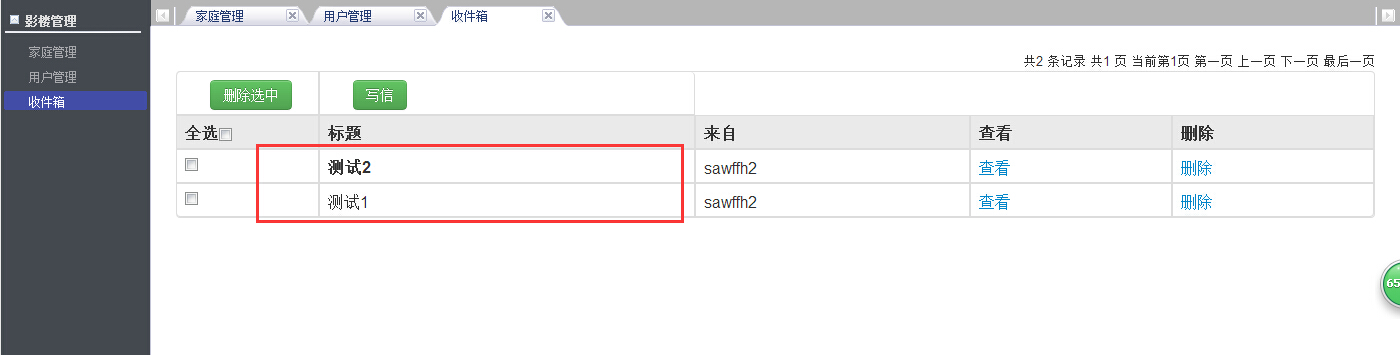 影楼管理
家庭管理
用户管理
收件箱
家庭管理 用户管理 收件箱
共2 条记录 共1 页 当前第1页 第一页 上一页 下一页 最后一页
删除选中 写信
全选 标题 来自 查看 删除
测试2 sawffh2 查看 删除
测试1 sawffh2 查看 删除
65